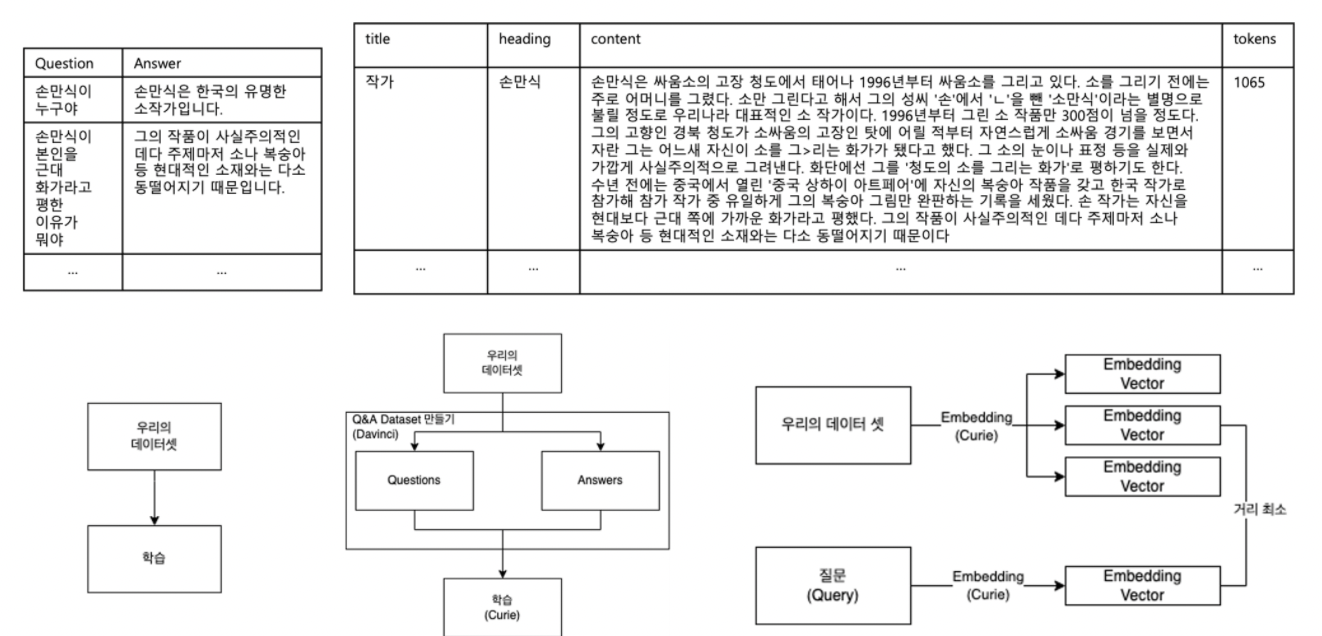 Question Answer
손만식이
누구야
손만식은 한국의 유명한
소작가입니다.
손만식이
본인을
근대
화가라고
평한
이유가
뭐야
그의 작품이 사실주의적인
데다 주제마저 소나 복숭아
등 현대적인 소재와는 다소
동떨어지기 때문입니다.
... ...
title heading content tokens
작가 손만식
손만식은 싸움소의 고장 청도에서 태어나 1996년부터 싸움소를 그리고 있다. 소를 그리기 전에는
주로 어머니를 그렸다. 소만 그린다고 해서 그의 성씨 '손'에서 'ㄴ'을 뺀 '소만식'이라는 별명으로
불릴 정도로 우리나라 대표적인 소 작가이다. 1996년부터 그린 소 작품만 300점이 넘을 정도다.
그의 고향인 경북 청도가 소싸움의 고장인 탓에 어릴 적부터 자연스럽게 소싸움 경기를 보면서
자란 그는 어느새 자신이 소를 그>리는 화가가 됐다고 했다. 그 소의 눈이나 표정 등을 실제와
가깝게 사실주의적으로 그려낸다. 화단에선 그를 '청도의 소를 그리는 화가'로 평하기도 한다.
수년 전에는 중국에서 열린 '중국 상하이 아트페어'에 자신의 복숭아 작품을 갖고 한국 작가로
참가해 참가 작가 중 유일하게 그의 복숭아 그림만 완판하는 기록을 세웠다. 손 작가는 자신을
현대보다 근대 쪽에 가까운 화가라고 평했다. 그의 작품이 사실주의적인 데다 주제마저 소나
복숭아 등 현대적인 소재와는 다소 동떨어지기 때문이다
1065
... ... ... ...
우리의
데이터셋
학습
우리의
데이터셋
Q&A Dataset 만들기
(Davinci)
Questions
Answers
학습
(Curie)
우리의 데이터 셋
Embedding
(Curie)
Embedding
Vector
Embedding
Vector
Embedding
Vector
거리 최소
질문
(Query)
Embedding
(Curie)
Embedding
Vector